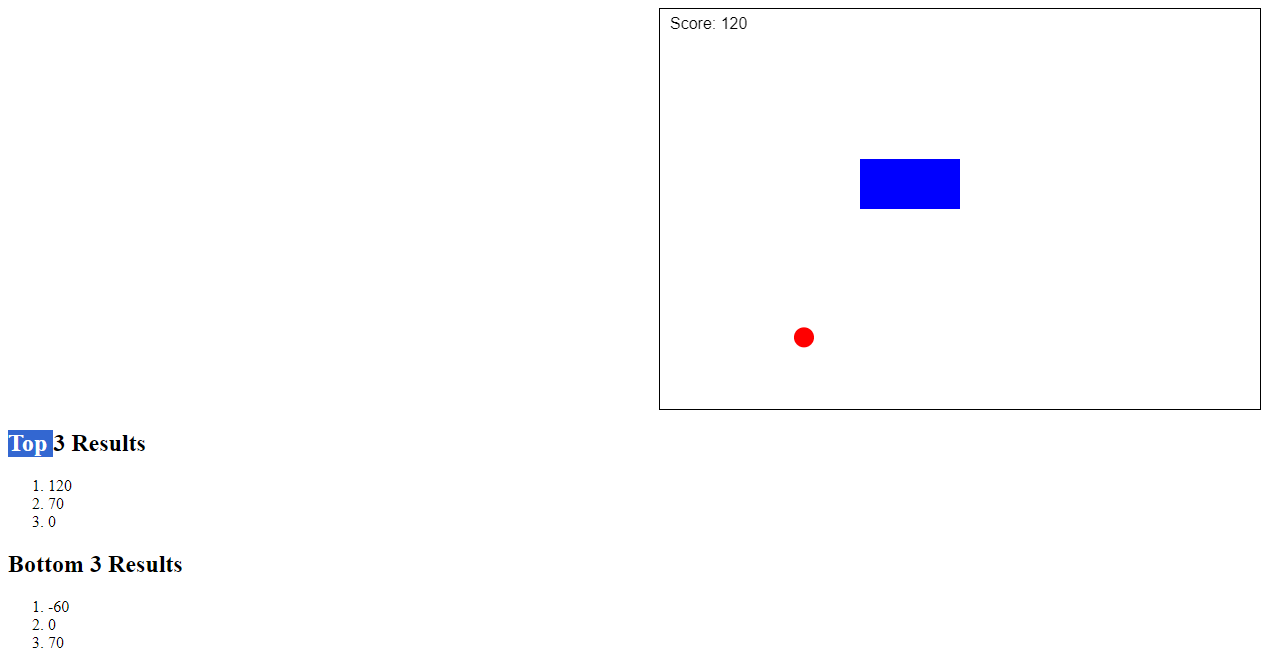 Score: 120
Top 3 Results
1. 120
2. 70
3. 0
Bottom 3 Results
1. -60
2. 0
3. 70